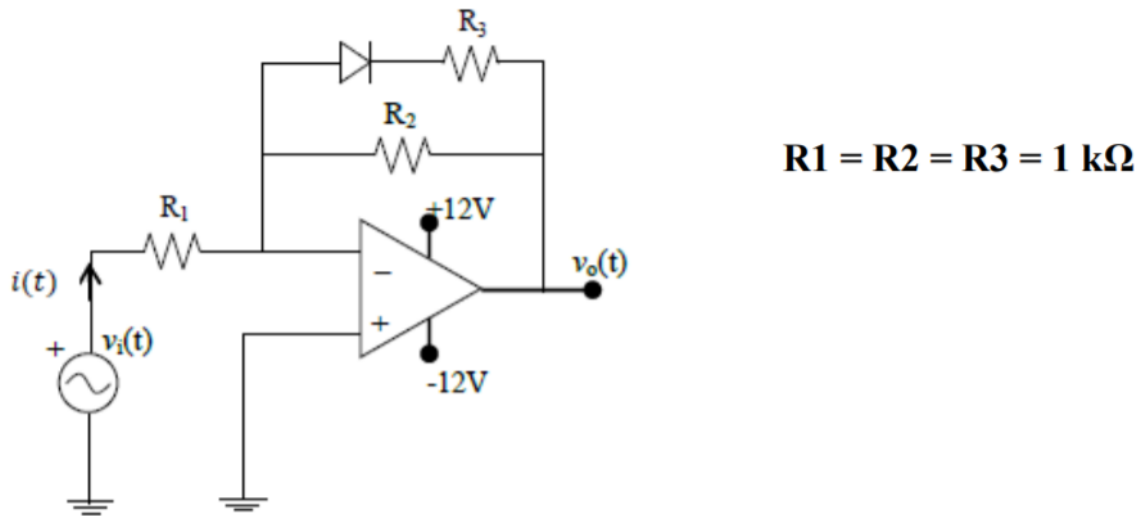 R₃
R₂
R1 = R2 = R3 = 1 kΩ
R₁
+12V
−
vₒ(t)
i(t)
+
+ vᵢ(t)
-12V